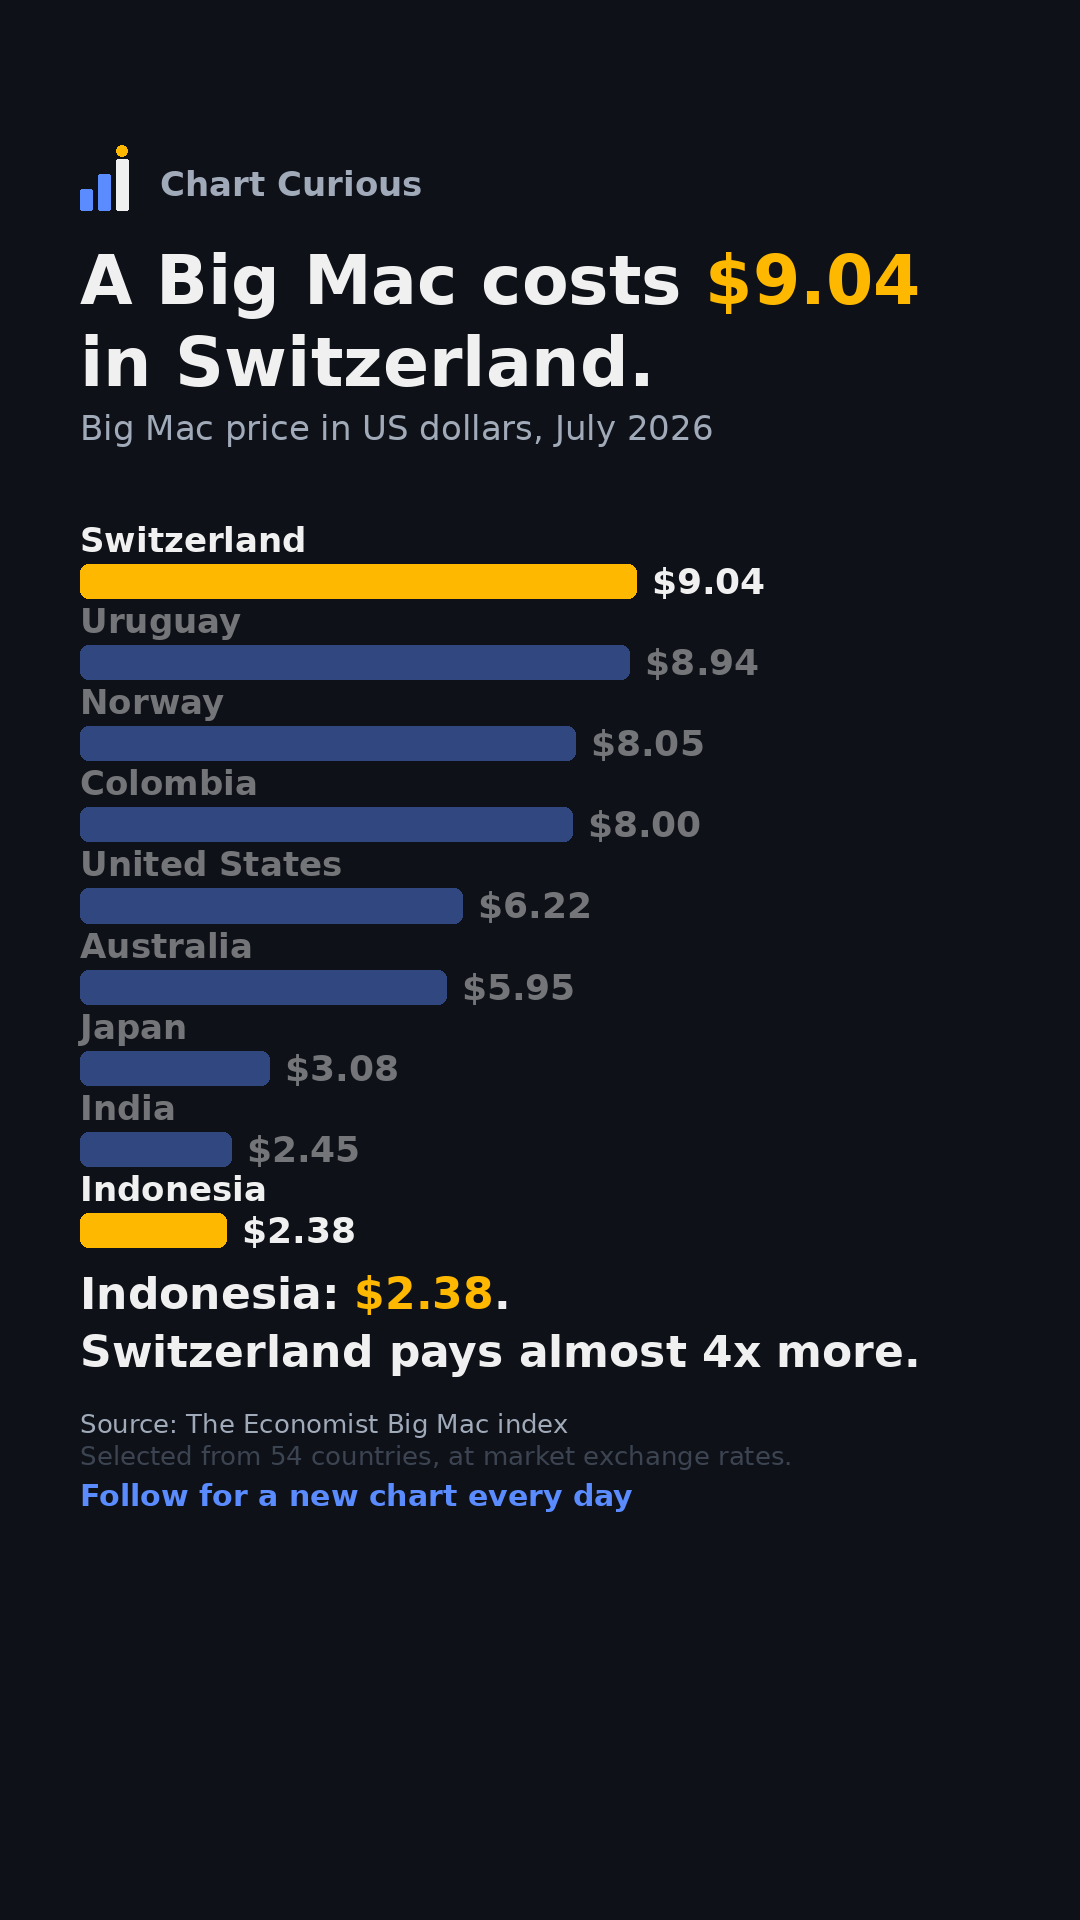 Chart Curious
A Big Mac costs $9.04
in Switzerland.
Big Mac price in US dollars, July 2026
Switzerland
$9.04
Uruguay
$8.94
Norway
$8.05
Colombia
$8.00
United States
$6.22
Australia
$5.95
Japan
$3.08
India
$2.45
Indonesia
$2.38
Indonesia: $2.38.
Switzerland pays almost 4x more.
Source: The Economist Big Mac index
Selected from 54 countries, at market exchange rates.
Follow for a new chart every day